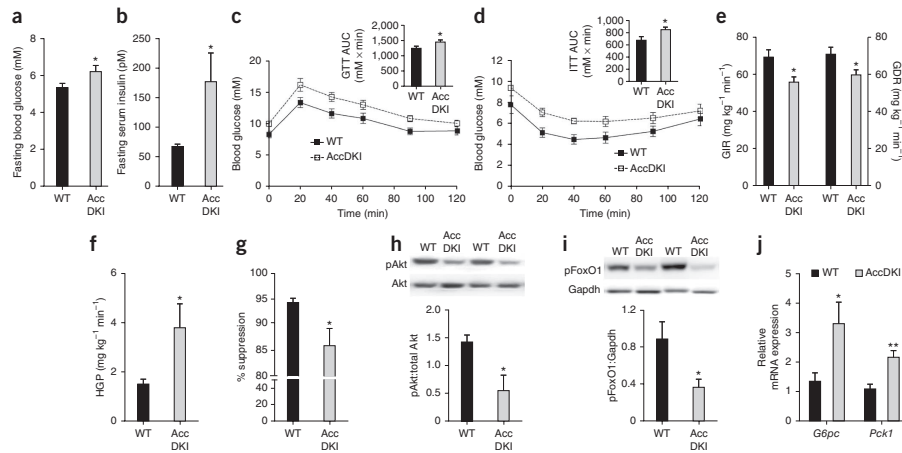 a
Fasting blood glucose
(mM)
8
6
4
2
0
WT
Acc
DKI
*
b
Fasting serum insulin (pM)
250
200
150
100
50
0
WT
Acc
DKI
*
c
Blood glucose (mM)
20
15
10
5
0
0 20 40 60 80 100 120
Time (min)
WT
AccDKI
GTT AUC
(mM × min)
2,000
1,500
1,000
500
0
WT
Acc
DKI
*
d
Blood glucose (mM)
10
8
6
4
2
0
0 20 40 60 80 100 120
Time (min)
WT
AccDKI
ITT AUC
(mM × min)
1,000
800
600
400
200
0
WT
Acc
DKI
*
e
GIR (mg kg⁻¹ min⁻¹)
80
60
40
20
0
GDR
(mg kg⁻¹ min⁻¹)
80
60
40
20
0
WT
Acc
DKI
WT
Acc
DKI
*
*
f
HGP (mg kg⁻¹ min⁻¹)
6
4
2
0
WT
Acc
DKI
*
g
% suppression
100
95
90
85
80
40
20
0
WT
Acc
DKI
*
h
WT
Acc
DKI
WT
Acc
DKI
pAkt
Akt
pAkt:total Akt
2.0
1.5
1.0
0.5
0
WT
Acc
DKI
*
i
WT
Acc
DKI
WT
Acc
DKI
pFoxO1
Gapdh
pFoxO1:Gapdh
1.2
0.8
0.4
0
WT
Acc
DKI
*
j
WT
AccDKI
Relative
mRNA expression
5
4
3
2
1
0
G6pc
Pck1
*
**